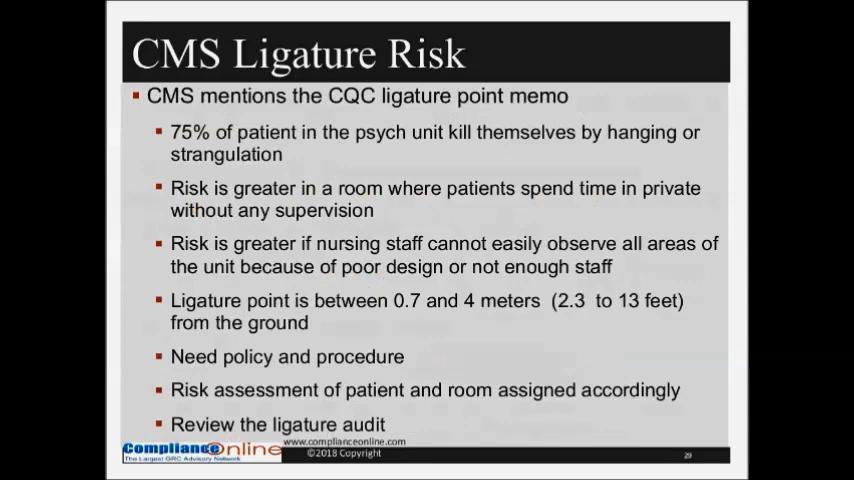 CMS Ligature Risk
CMS mentions the CQC ligature point memo
75% of patient in the psych unit kill themselves by hanging or
strangulation
Risk is greater in a room where patients spend time in private
without any supervision
Risk is greater if nursing staff cannot easily observe all areas of
the unit because of poor design or not enough staff
Ligature point is between 0.7 and 4 meters (2.3 to 13 feet)
from the ground
Need policy and procedure
Risk assessment of patient and room assigned accordingly
Review the ligature audit
www.complianceonline.com
ComplianceOnline
The Largest GRC Advisory Network
©2018 Copyright
29